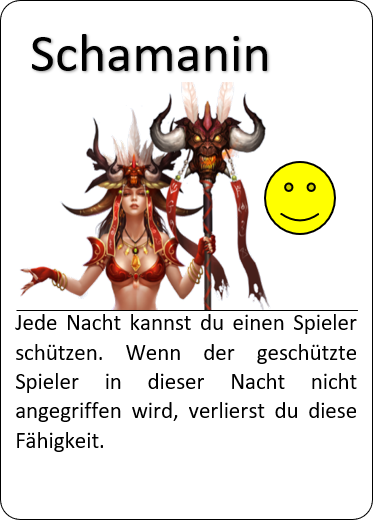 Schamanin
Jede Nacht kannst du einen Spieler
schützen. Wenn der geschützte
Spieler in dieser Nacht nicht
angegriffen wird, verlierst du diese
Fähigkeit.